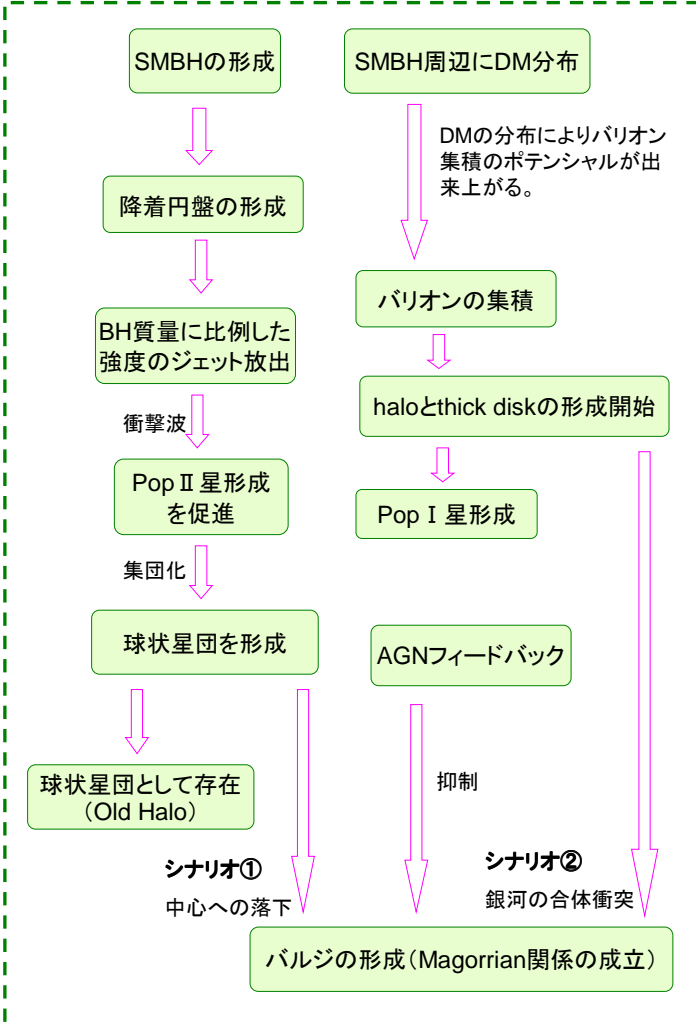 SMBHの形成
SMBH周辺にDM分布
DMの分布によりバリオン
集積のポテンシャルが出
来上がる。
降着円盤の形成
バリオンの集積
BH質量に比例した
強度のジェット放出
haloとthick diskの形成開始
衝撃波
PopⅡ星形成
を促進
PopⅠ星形成
集団化
球状星団を形成
AGNフィードバック
球状星団として存在
（Old Halo）
抑制
シナリオ①
中心への落下
シナリオ②
銀河の合体衝突
バルジの形成（Magorrian関係の成立）